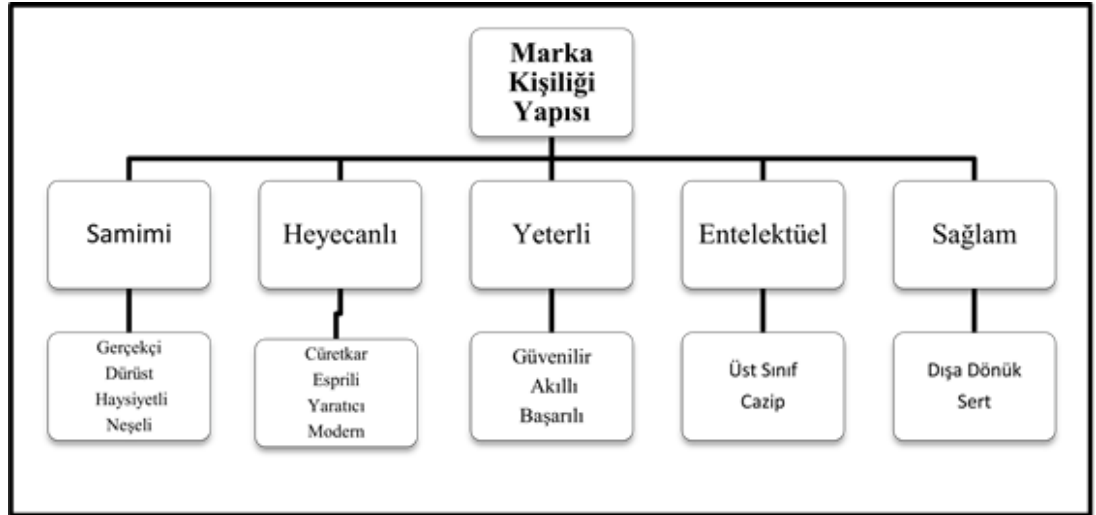 Marka
Kişiliği
Yapısı
Samimi
Heyecanlı
Yeterli
Entelektüel
Sağlam
Gerçekçi
Dürüst
Haysiyetli
Neşeli
Cüretkar
Esprili
Yaratıcı
Modern
Güvenilir
Akıllı
Başarılı
Üst Sınıf
Cazip
Dışa Dönük
Sert